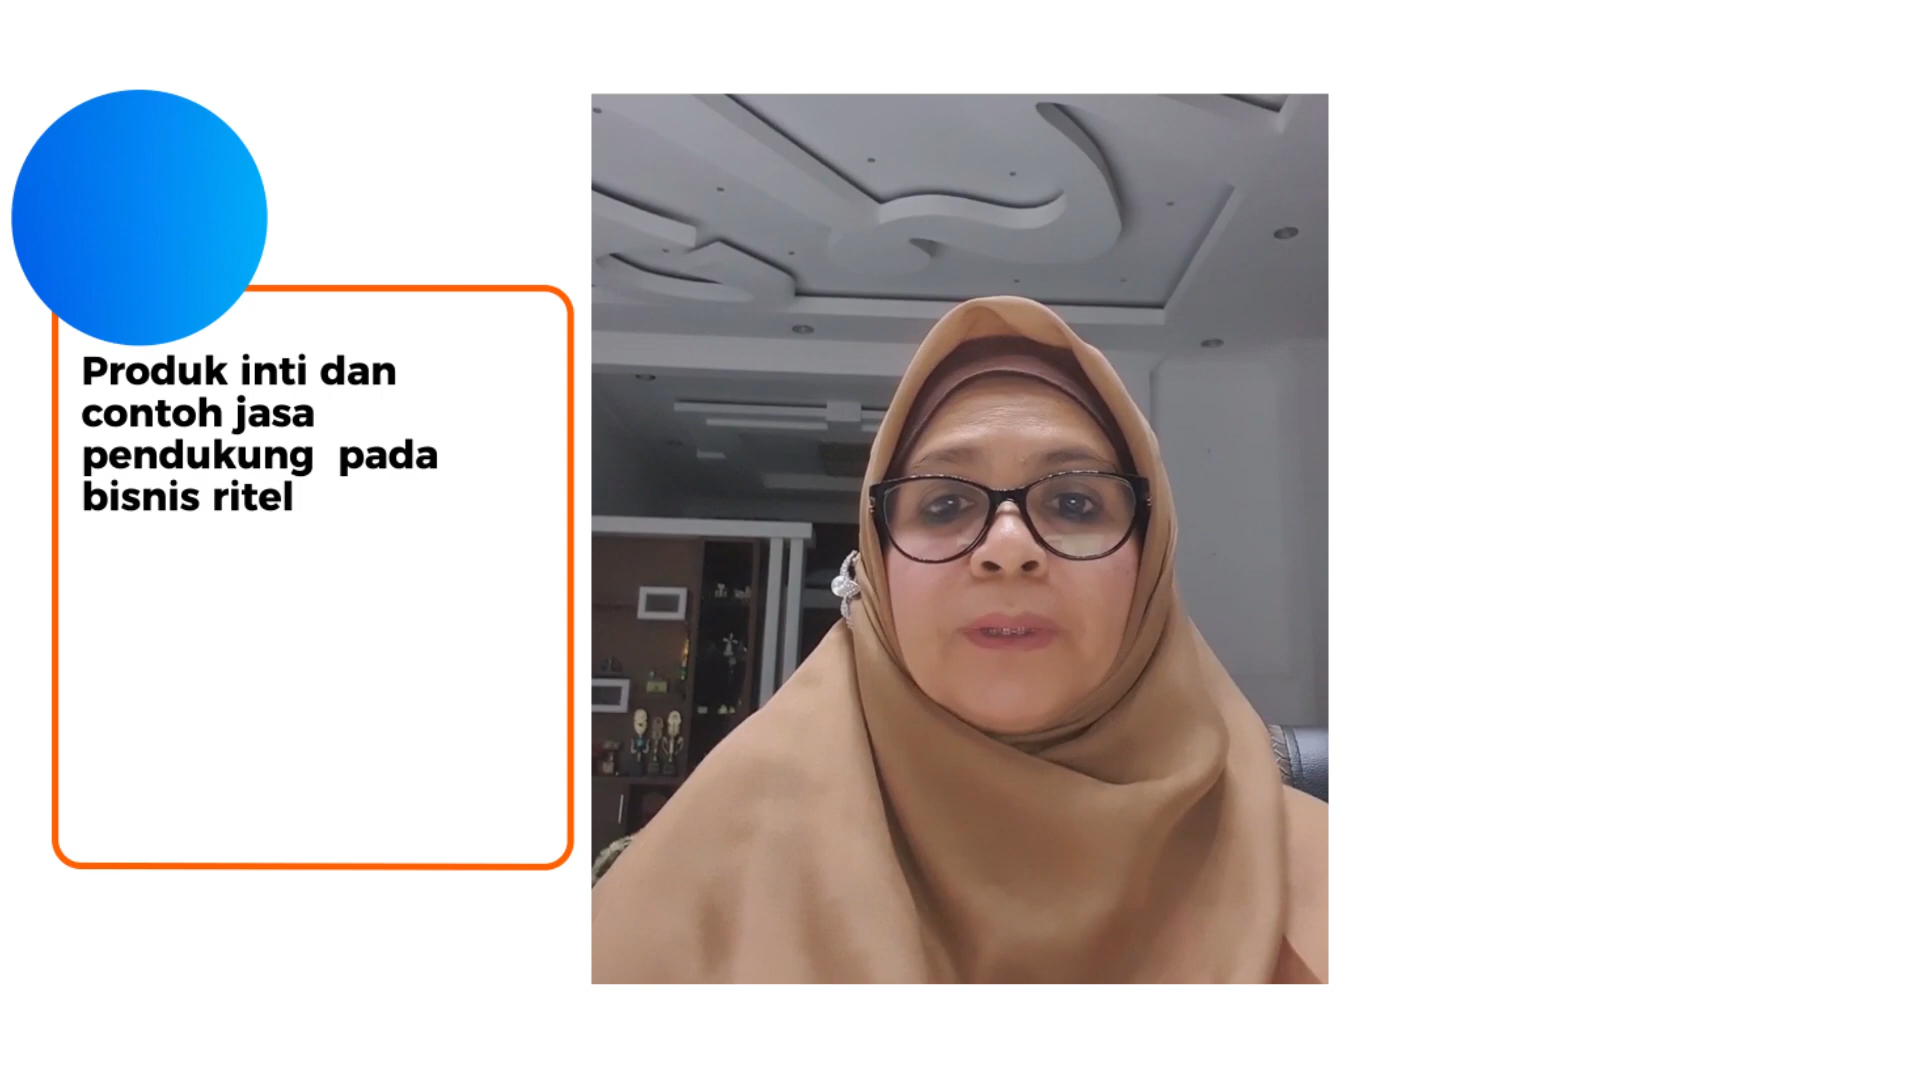 Produk inti dan
contoh jasa
pendukung  pada
bisnis ritel